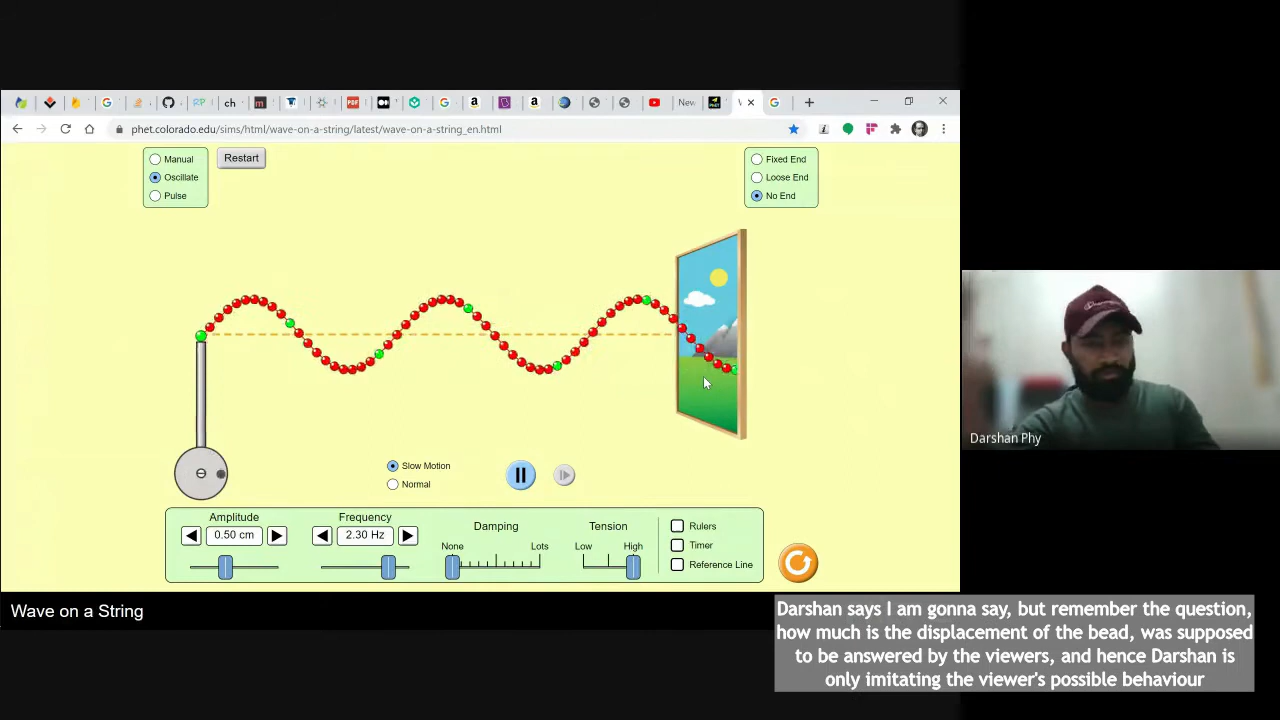 ch
New
phet.colorado.edu/sims/html/wave-on-a-string/latest/wave-on-a-string_en.html
Manual
Oscillate
Pulse
Restart
Fixed End
Loose End
No End
Slow Motion
Normal
Amplitude
0.50 cm
Frequency
2.30 Hz
Damping
None
Lots
Tension
Low
High
Rulers
Timer
Reference Line
Wave on a String
Darshan Phy
Darshan says I am gonna say, but remember the question,
how much is the displacement of the bead, was supposed
to be answered by the viewers, and hence Darshan is
only imitating the viewer's possible behaviour